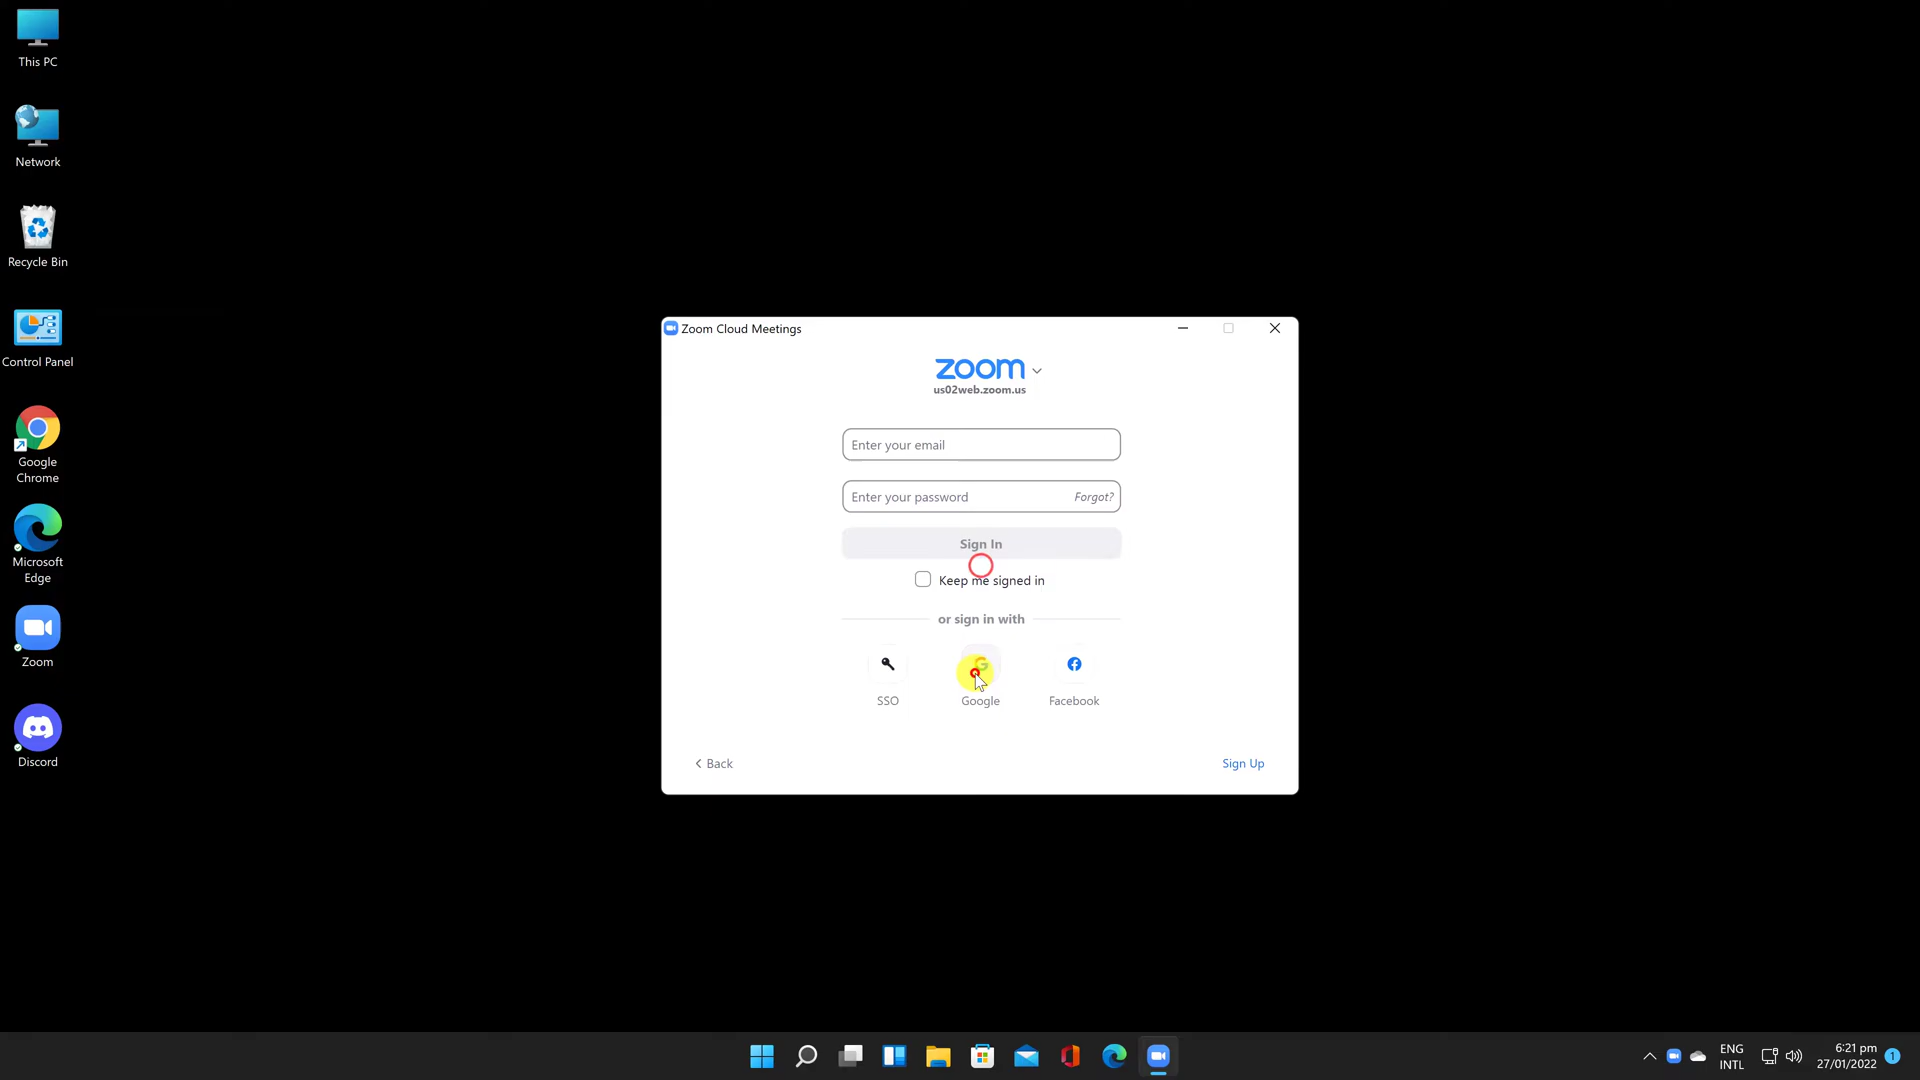 This PC
Network
Recycle Bin
Control Panel
Google
Chrome
Microsoft
Edge
Zoom
Discord
Zoom Cloud Meetings
zoom
us02web.zoom.us
Enter your email
Enter your password Forgot?
Sign In
Keep me signed in
or sign in with
SSO Google Facebook
Back Sign Up
ENG
INTL
6:21 pm
27/01/2022
1